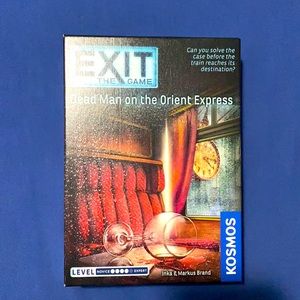 EXIT
THE GAME
Can you solve the
case before the
train reaches its
destination?
Dead Man on the Orient Express
KOSMOS
LEVEL NOVICE EXPERT
Inka & Markus Brand